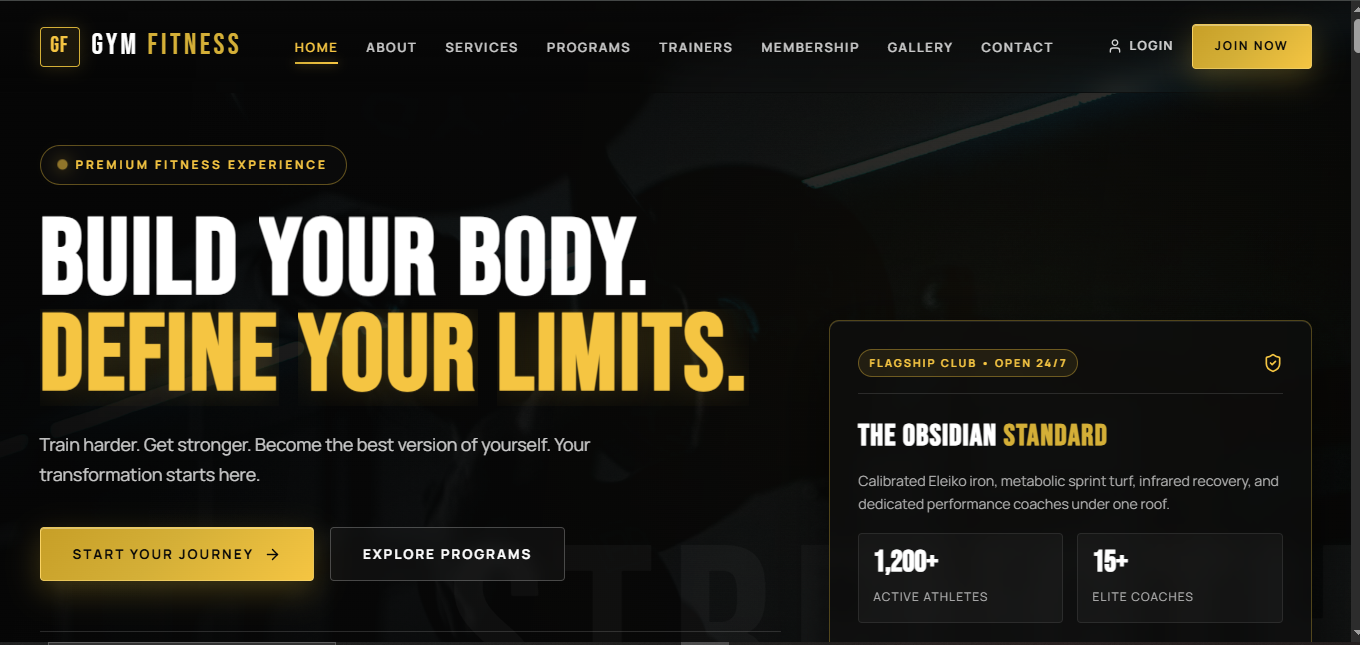 GF GYM FITNESS HOME ABOUT SERVICES PROGRAMS TRAINERS MEMBERSHIP GALLERY CONTACT LOGIN JOIN NOW
PREMIUM FITNESS EXPERIENCE
BUILD YOUR BODY.
DEFINE YOUR LIMITS.
Train harder. Get stronger. Become the best version of yourself. Your
transformation starts here.
START YOUR JOURNEY →
EXPLORE PROGRAMS
FLAGSHIP CLUB • OPEN 24/7
THE OBSIDIAN STANDARD
Calibrated Eleiko iron, metabolic sprint turf, infrared recovery, and
dedicated performance coaches under one roof.
1,200+
ACTIVE ATHLETES
15+
ELITE COACHES